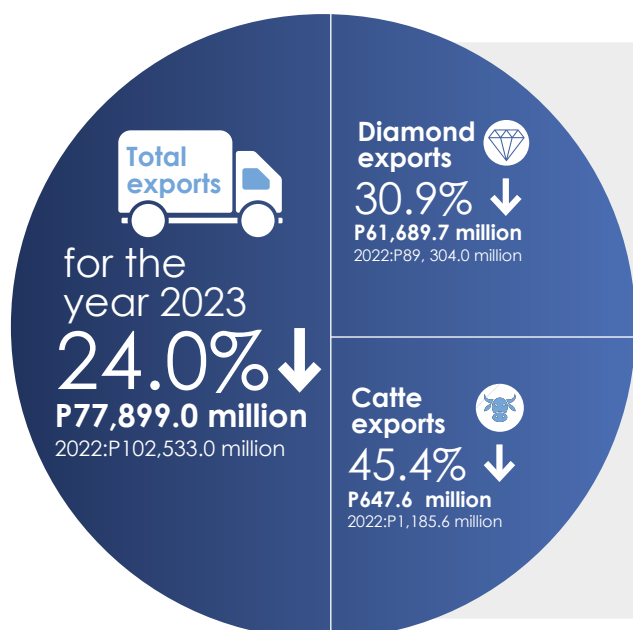 Total
exports
for the
year 2023
24.0%
P77,899.0 million
2022:P102,533.0 million
Diamond
exports
30.9%
P61,689.7 million
2022:P89, 304.0 million
Catte
exports
45.4%
P647.6 million
2022:P1,185.6 million